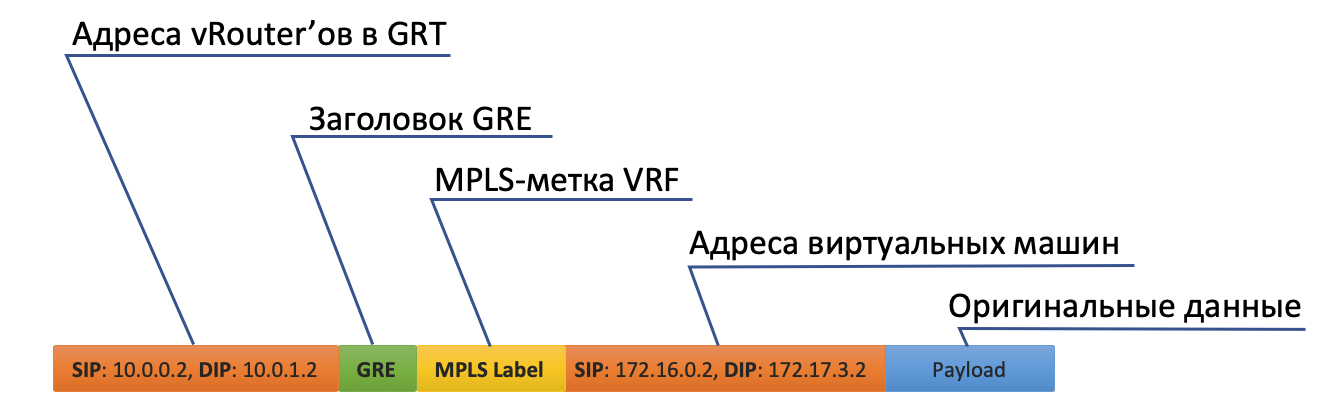 Адреса vRouter’ов в GRT
Заголовок GRE
MPLS-метка VRF
Адреса виртуальных машин
Оригинальные данные
SIP: 10.0.0.2, DIP: 10.0.1.2 GRE MPLS Label SIP: 172.16.0.2, DIP: 172.17.3.2 Payload